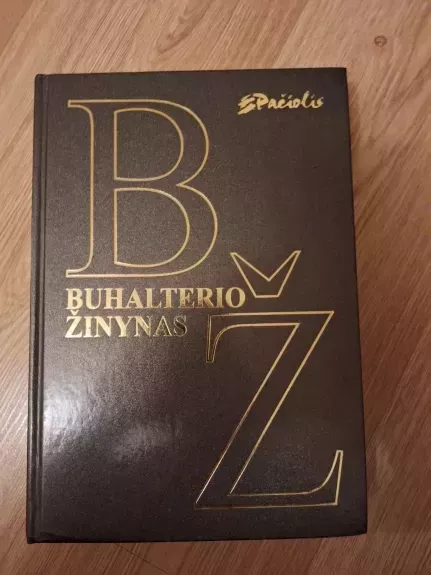 Pačiolis
B
BUHALTERIO
ŽINYNAS
Ž